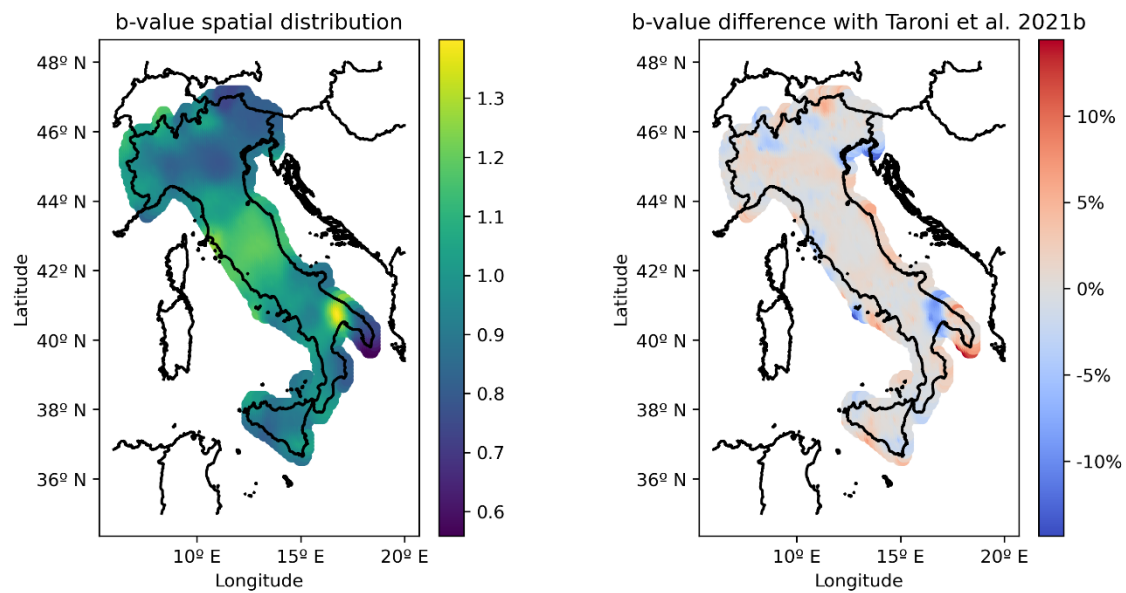 b-value spatial distribution
48º N
46º N
44º N
42º N
40º N
38º N
36º N
Latitude
10º E
15º E
20º E
Longitude
1.3
1.2
1.1
1.0
0.9
0.8
0.7
0.6
b-value difference with Taroni et al. 2021b
48º N
46º N
44º N
42º N
40º N
38º N
36º N
Latitude
10º E
15º E
20º E
Longitude
10%
5%
0%
-5%
-10%